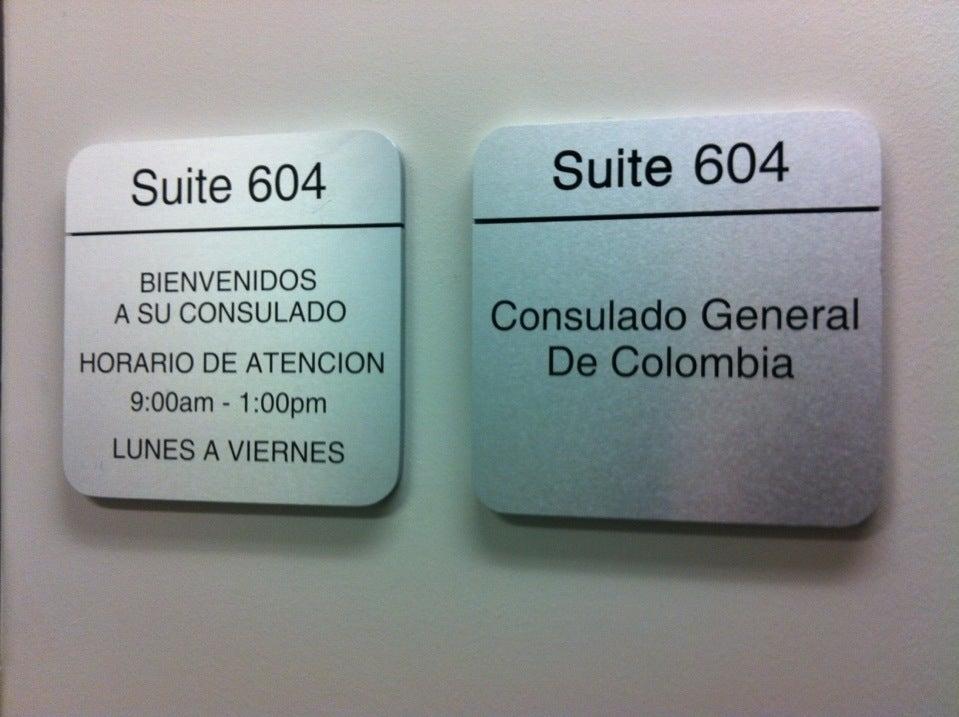 Suite 604
BIENVENIDOS
A SU CONSULADO
HORARIO DE ATENCION
9:00am - 1:00pm
LUNES A VIERNES
Suite 604
Consulado General
De Colombia